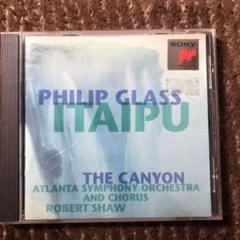 SONY
PHILIP GLASS
ITAIPU
THE CANYON
ATLANTA SYMPHONY ORCHESTRA
AND CHORUS
ROBERT SHAW